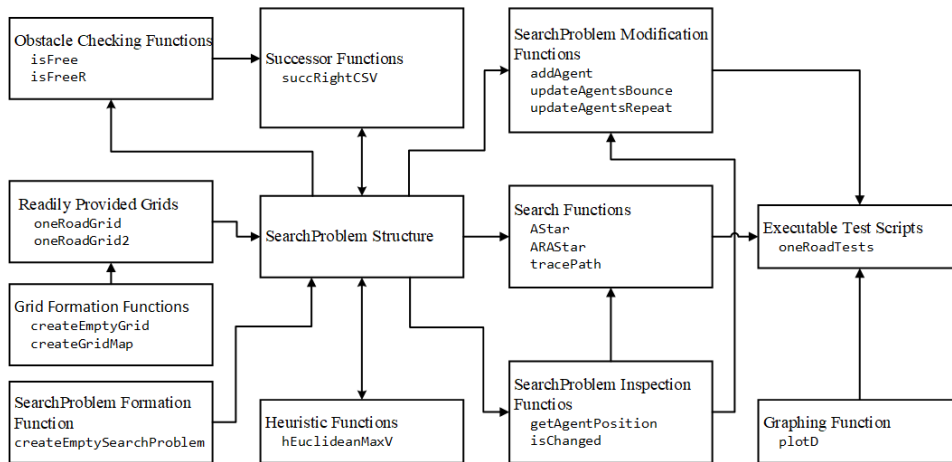 Obstacle Checking Functions
isFree
isFreeR
Successor Functions
succRightCSV
SearchProblem Modification
Functions
addAgent
updateAgentsBounce
updateAgentsRepeat
Readily Provided Grids
oneRoadGrid
oneRoadGrid2
SearchProblem Structure
Search Functions
AStar
ARAStar
tracePath
Executable Test Scripts
oneRoadTests
Grid Formation Functions
createEmptyGrid
createGridMap
SearchProblem Formation
Function
createEmptySearchProblem
Heuristic Functions
hEuclideanMaxV
SearchProblem Inspection
Functios
getAgentPosition
isChanged
Graphing Function
plotD